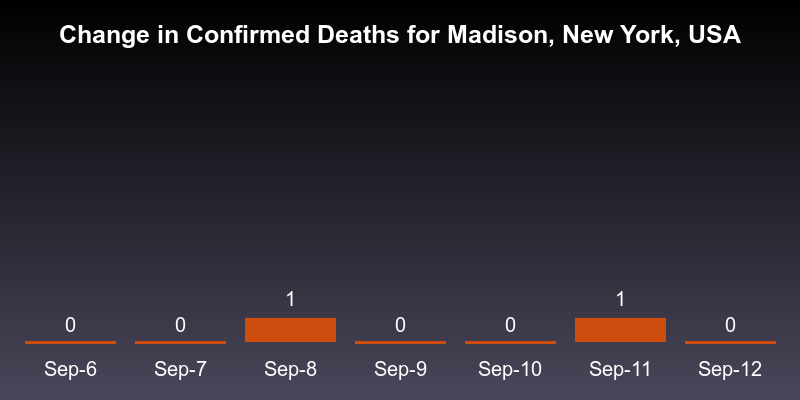 Change in Confirmed Deaths for Madison, New York, USA
1 1
0 0 0 0 0
Sep-6 Sep-7 Sep-8 Sep-9 Sep-10 Sep-11 Sep-12